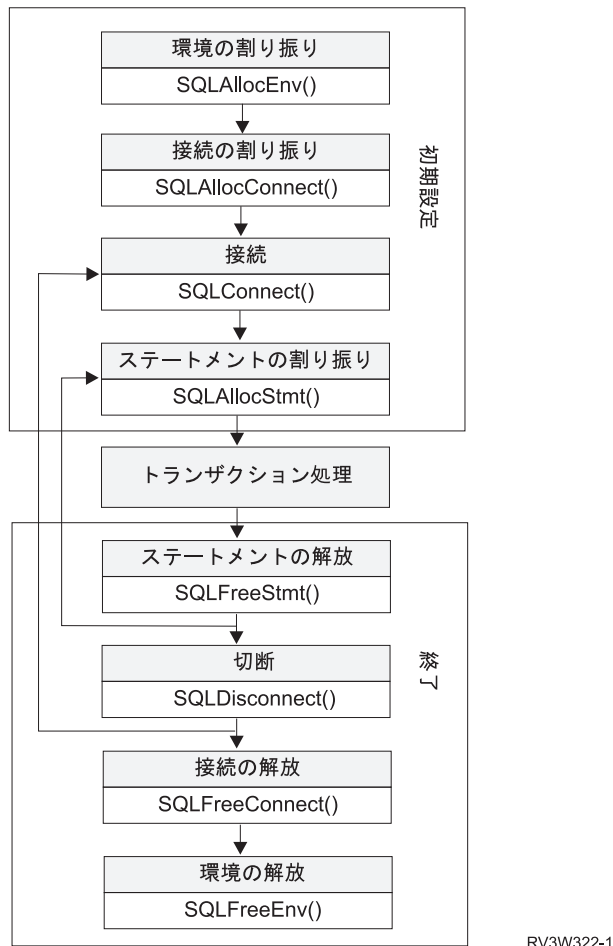 環境の割り振り
SQLAllocEnv()
接続の割り振り
SQLAllocConnect()
初期設定
接続
SQLConnect()
ステートメントの割り振り
SQLAllocStmt()
トランザクション処理
ステートメントの解放
SQLFreeStmt()
終了
切断
SQLDisconnect()
接続の解放
SQLFreeConnect()
環境の解放
SQLFreeEnv()
RV3W322-1